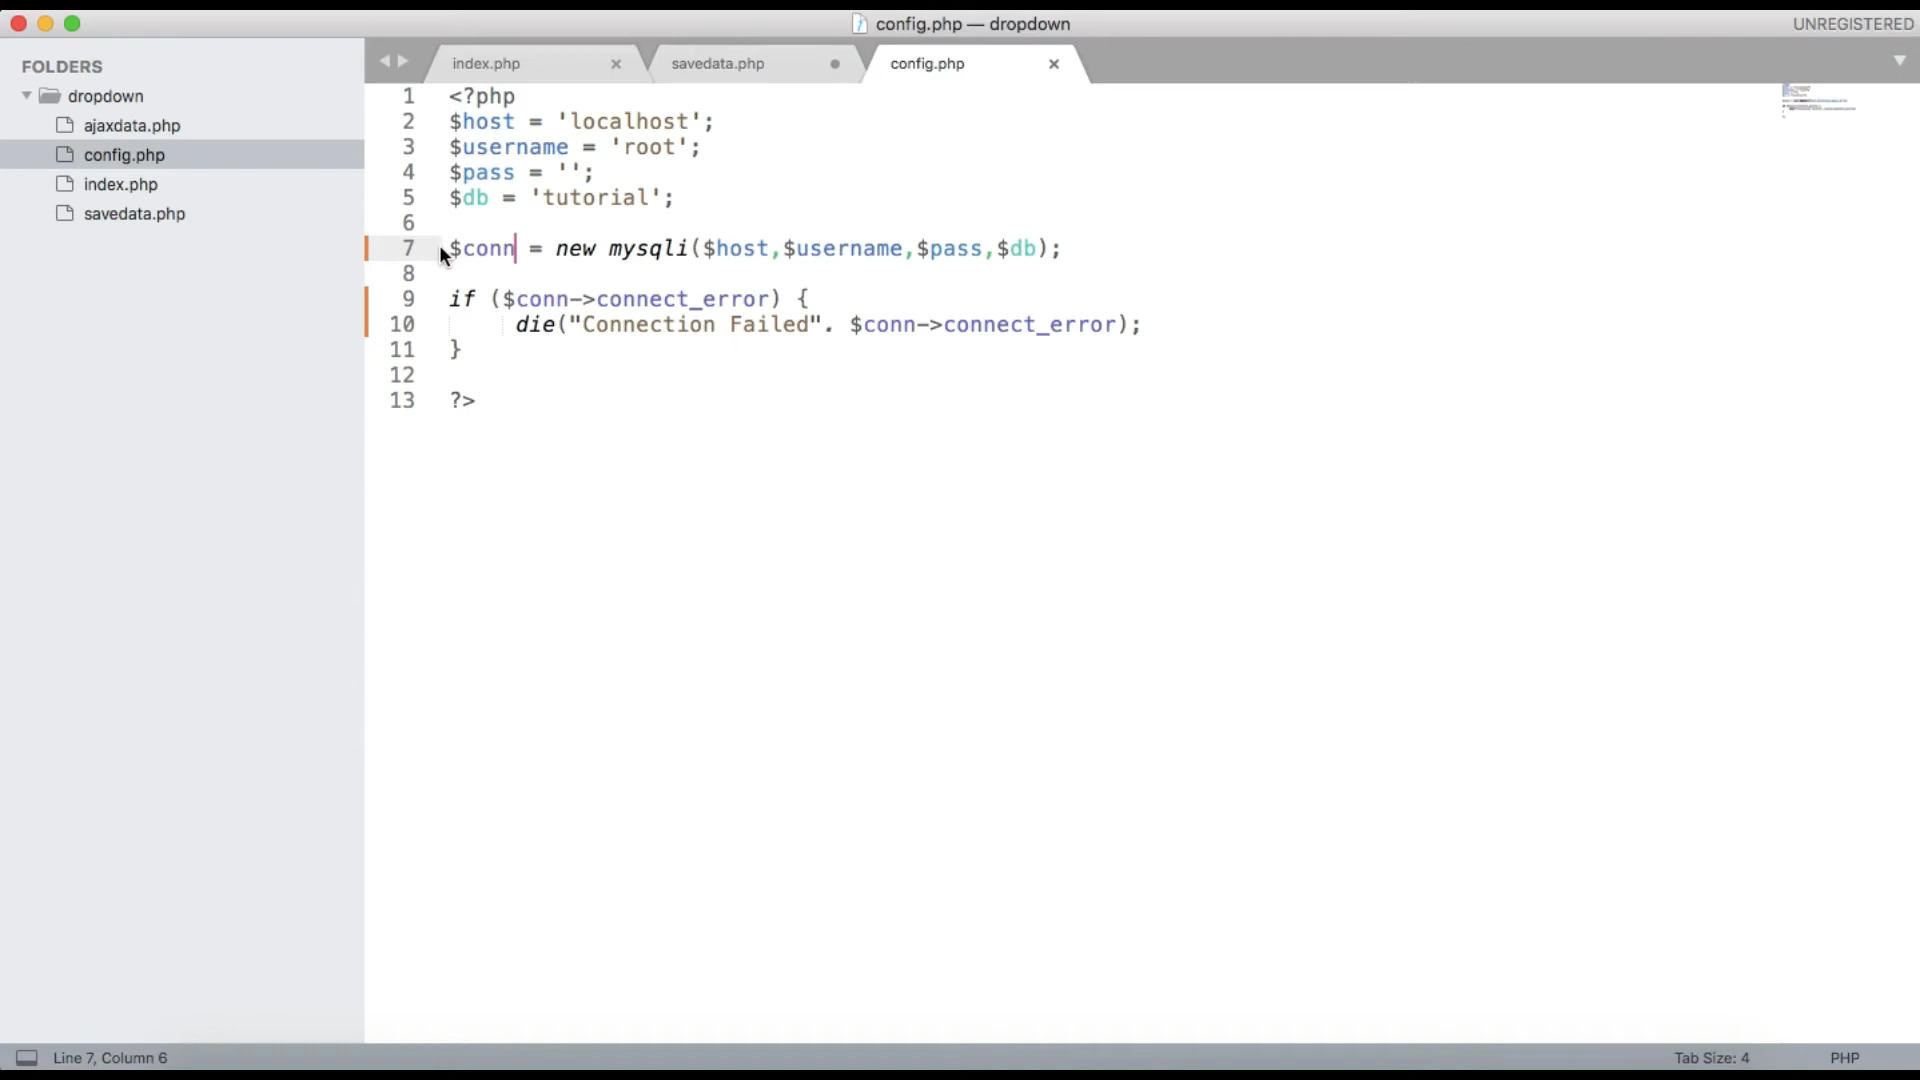 config.php — dropdown
UNREGISTERED
FOLDERS
dropdown
ajaxdata.php
config.php
index.php
savedata.php
index.php
savedata.php
config.php
1 <?php
2 $host = 'localhost';
3 $username = 'root';
4 $pass = '';
5 $db = 'tutorial';
6
7 $conn = new mysqli($host,$username,$pass,$db);
8
9 if ($conn->connect_error) {
10 die("Connection Failed". $conn->connect_error);
11 }
12
13 ?>
Line 7, Column 6
Tab Size: 4
PHP